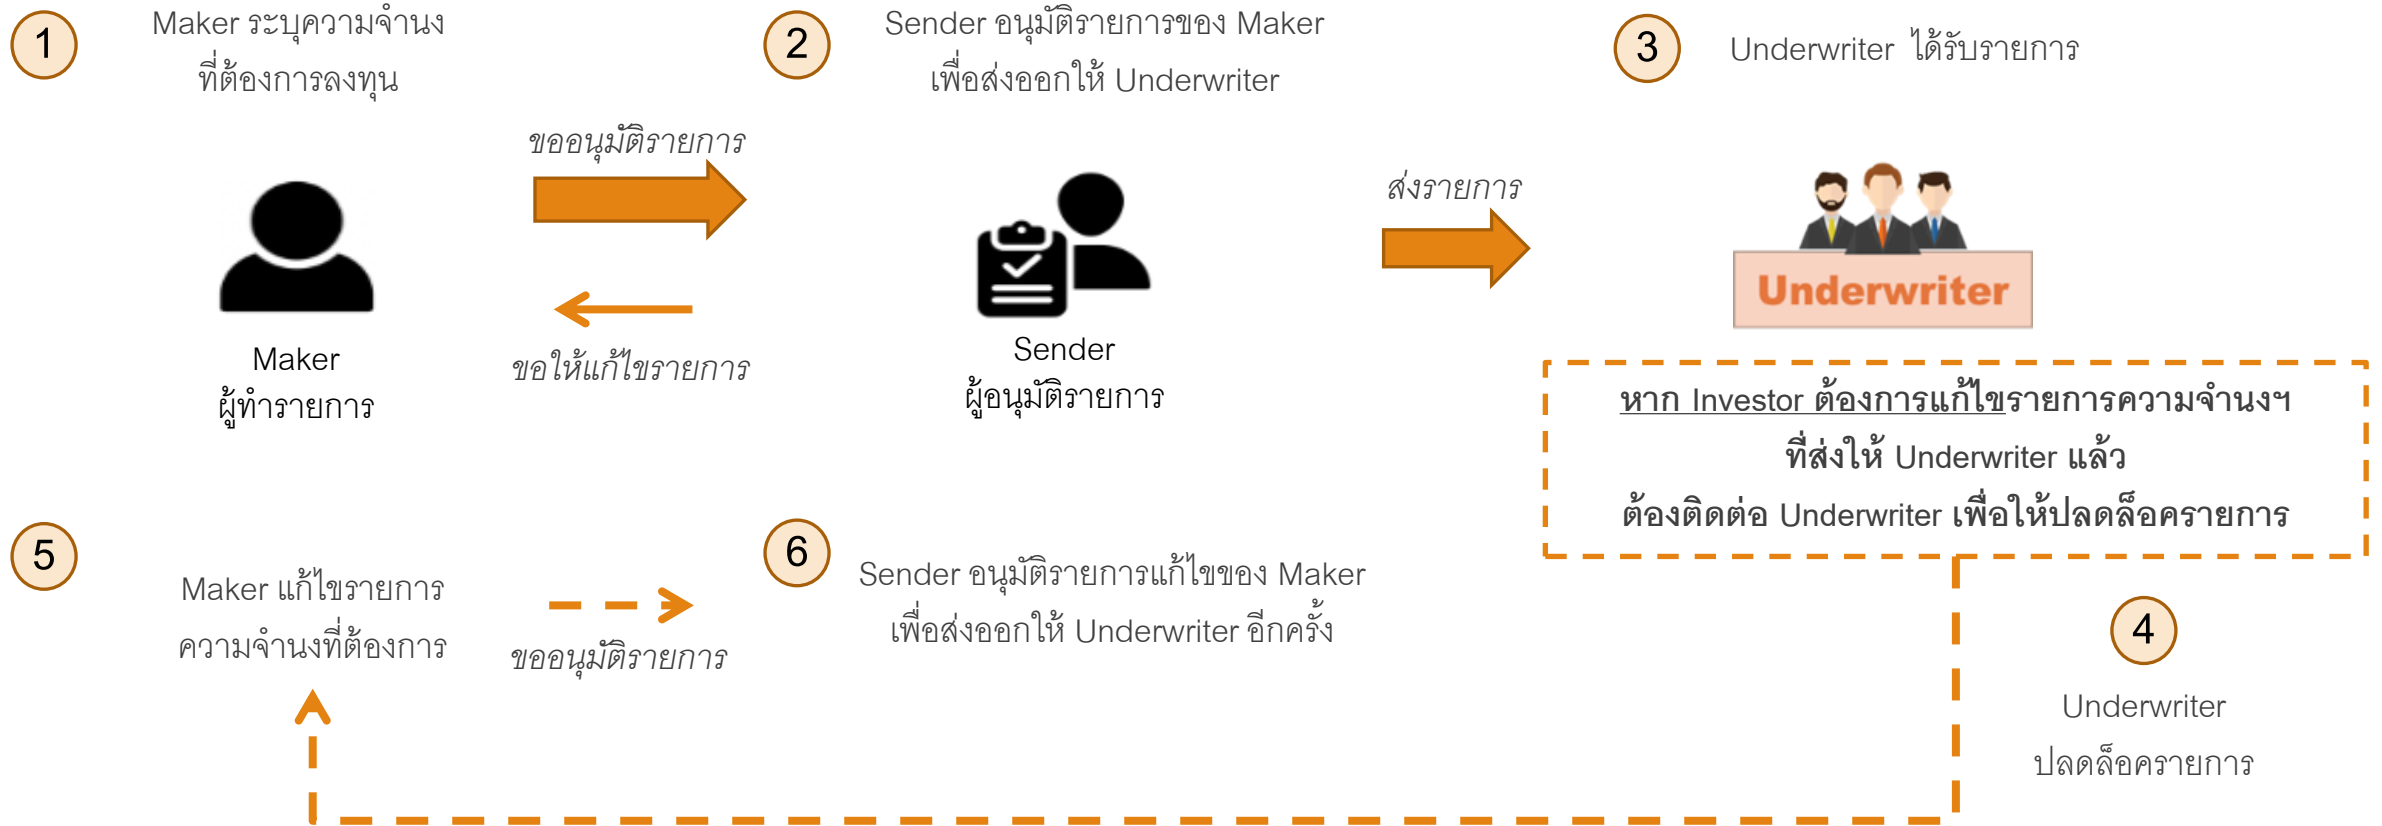 1
Maker ระบุความจำนง
ที่ต้องการลงทุน
2
Sender อนุมัติรายการของ Maker
เพื่อส่งออกให้ Underwriter
3
Underwriter ได้รับรายการ
ขออนุมัติรายการ
ส่งรายการ
Underwriter
Maker
ผู้ทำรายการ
ขอให้แก้ไขรายการ
Sender
ผู้อนุมัติรายการ
หาก Investor ต้องการแก้ไขรายการความจำนงฯ
ที่ส่งให้ Underwriter แล้ว
ต้องติดต่อ Underwriter เพื่อให้ปลดล็อครายการ
5
Maker แก้ไขรายการ
ความจำนงที่ต้องการ
ขออนุมัติรายการ
6
Sender อนุมัติรายการแก้ไขของ Maker
เพื่อส่งออกให้ Underwriter อีกครั้ง
4
Underwriter
ปลดล็อครายการ